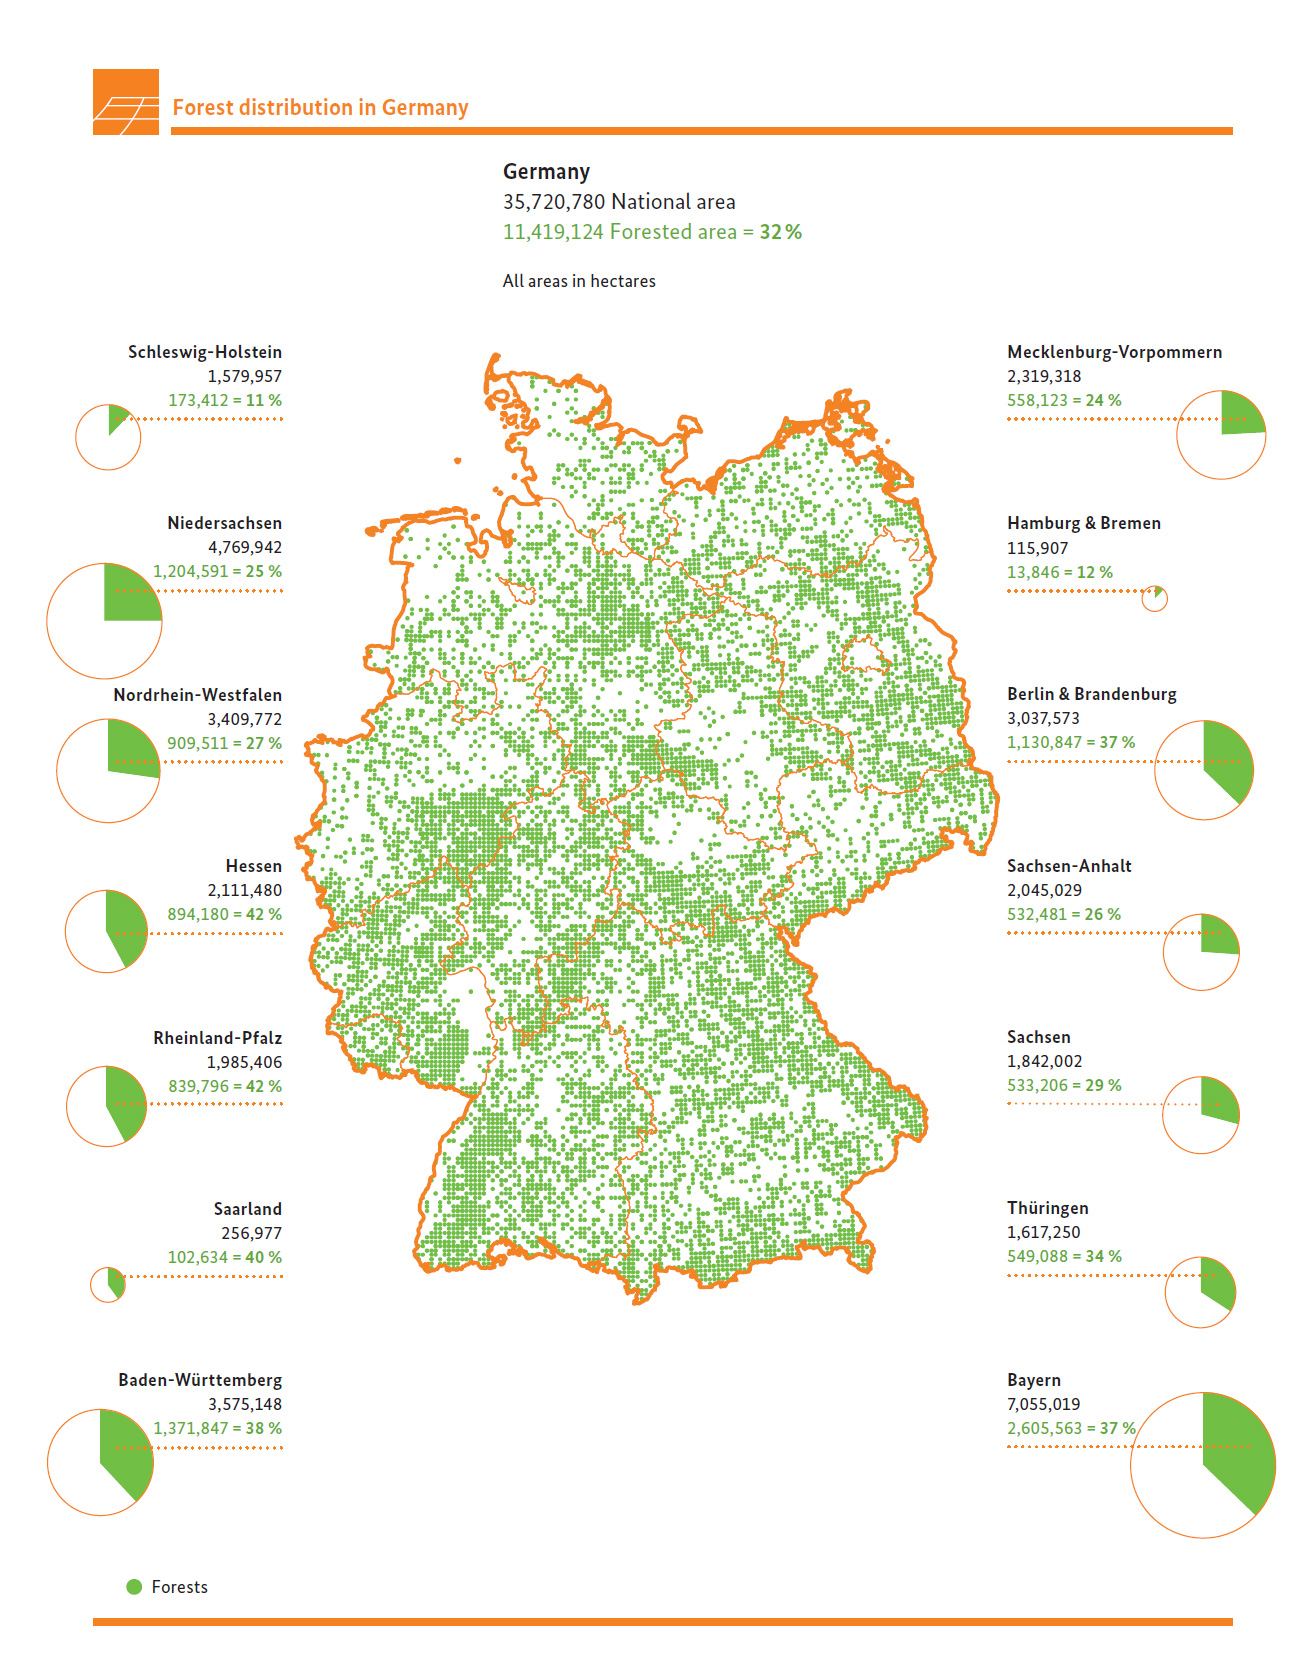 Forest distribution in Germany
Germany
35,720,780 National area
11,419,124 Forested area = 32 %
All areas in hectares
Schleswig-Holstein
1,579,957
173,412 = 11 %
Niedersachsen
4,769,942
1,204,591 = 25 %
Nordrhein-Westfalen
3,409,772
909,511 = 27 %
Hessen
2,111,480
894,180 = 42 %
Rheinland-Pfalz
1,985,406
839,796 = 42 %
Saarland
256,977
102,634 = 40 %
Baden-Württemberg
3,575,148
1,371,847 = 38 %
Mecklenburg-Vorpommern
2,319,318
558,123 = 24 %
Hamburg & Bremen
115,907
13,846 = 12 %
Berlin & Brandenburg
3,037,573
1,130,847 = 37 %
Sachsen-Anhalt
2,045,029
532,481 = 26 %
Sachsen
1,842,002
533,206 = 29 %
Thüringen
1,617,250
549,088 = 34 %
Bayern
7,055,019
2,605,563 = 37 %
Forests